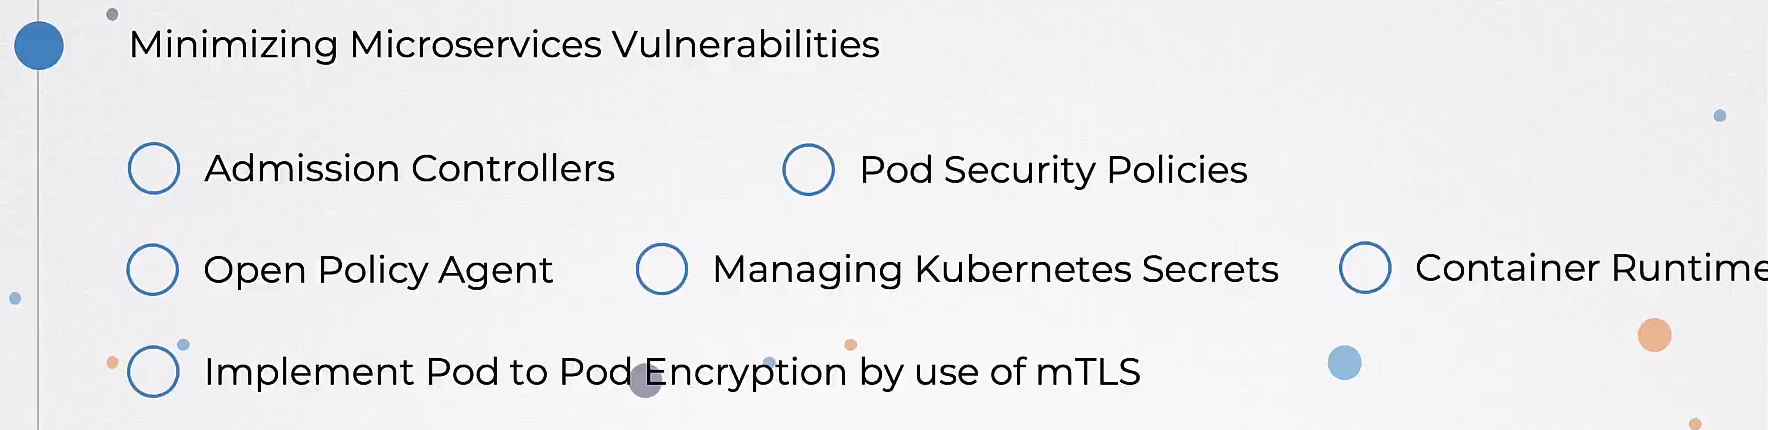 Minimizing Microservices Vulnerabilities
Admission Controllers Pod Security Policies
Open Policy Agent Managing Kubernetes Secrets Container Runtime
Implement Pod to Pod Encryption by use of mTLS